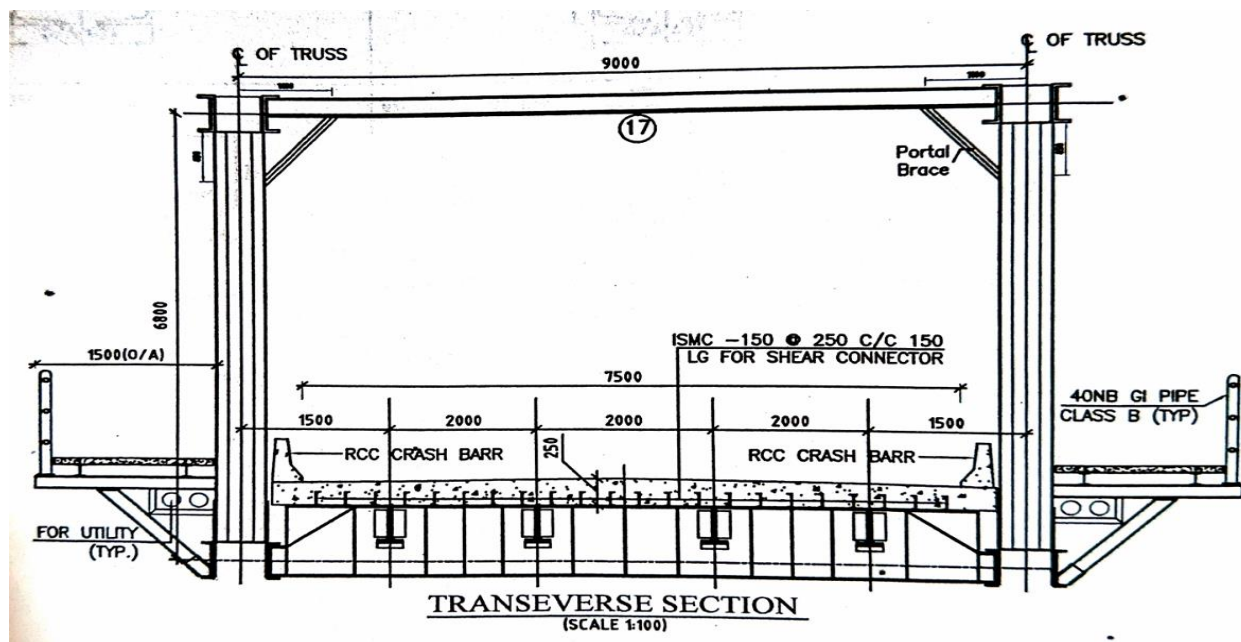 ℄ OF TRUSS
℄ OF TRUSS
9000
17
Portal
Brace
6800
1500(O/A)
ISMC -150 @ 250 C/C 150
LG FOR SHEAR CONNECTOR
7500
40NB GI PIPE
CLASS B (TYP)
1500
2000
2000
2000
1500
RCC CRASH BARR
250
RCC CRASH BARR
FOR UTILITY
(TYP.)
TRANSEVERSE SECTION
(SCALE 1:100)